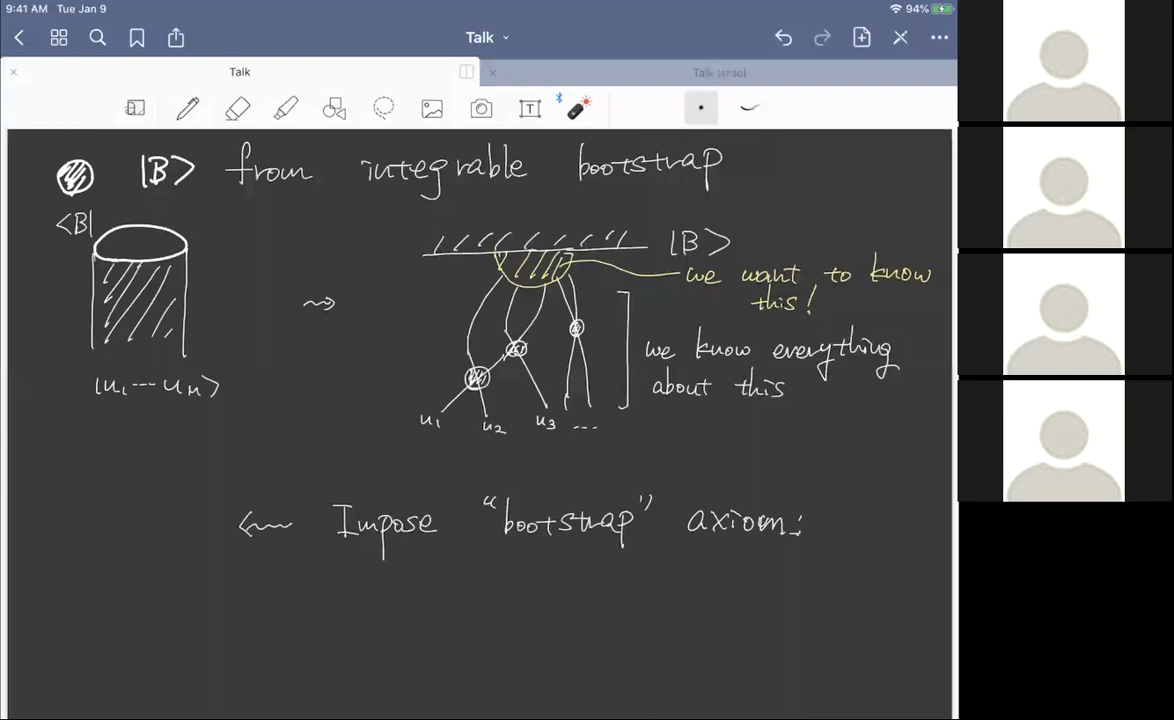 9:41 AM Tue Jan 9
94%
Talk
Talk
Talk Israel
T
|B> from integrable bootstrap
<B|
|B>
we want to know
this!
we know everything
about this
|u₁ ... u_M>
u₁ u₂ u₃ ...
Impose "bootstrap" axiom: